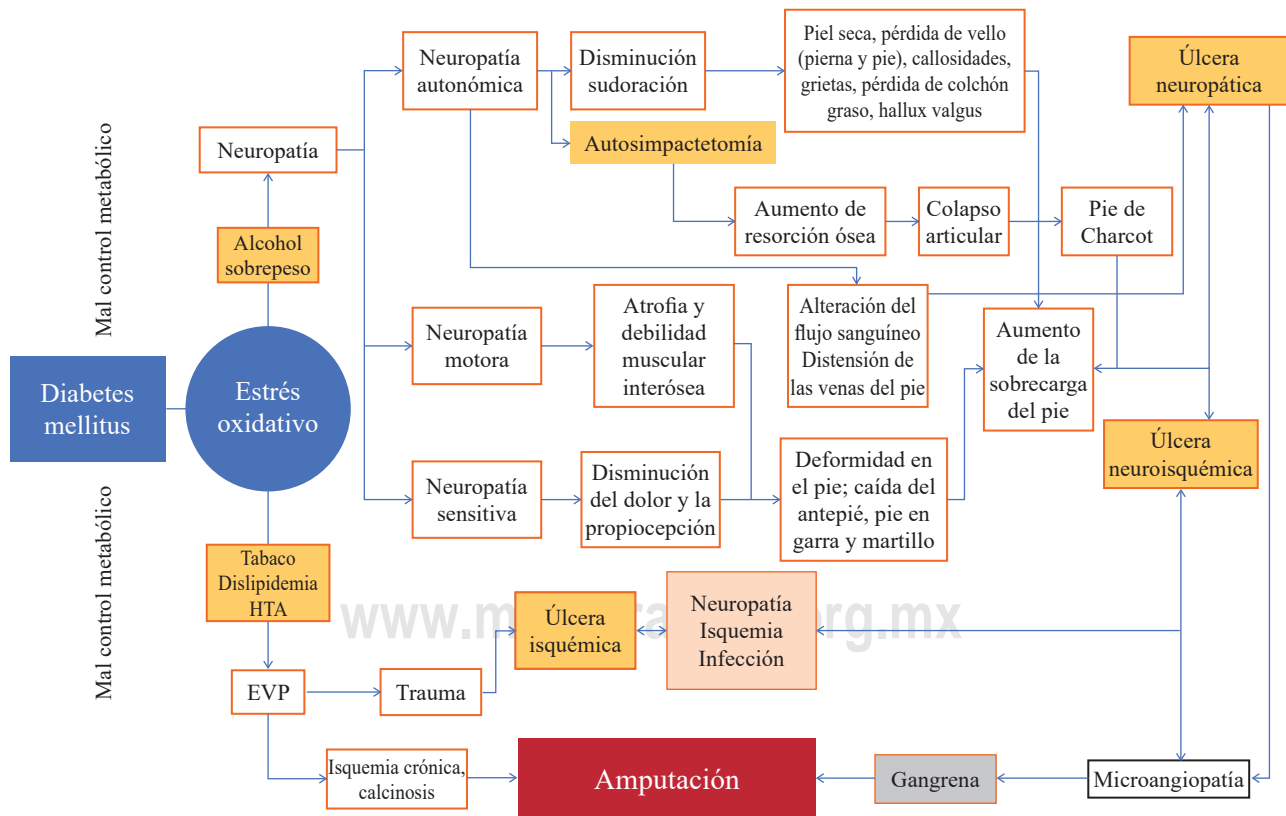 Mal control metabólico
Mal control metabólico
Diabetes
mellitus
Estrés
oxidativo
Alcohol
sobrepeso
Neuropatía
Neuropatía
autonómica
Disminución
sudoración
Piel seca, pérdida de vello
(pierna y pie), callosidades,
grietas, pérdida de colchón
graso, hallux valgus
Úlcera
neuropática
Autosimpactetomía
Aumento de
resorción ósea
Colapso
articular
Pie de
Charcot
Neuropatía
motora
Atrofia y
debilidad
muscular
interósea
Alteración del
flujo sanguíneo
Distensión de
las venas del pie
Aumento
de la
sobrecarga
del pie
Úlcera
neuroisquémica
Neuropatía
sensitiva
Disminución
del dolor y la
propiocepción
Deformidad en
el pie; caída del
antepié, pie en
garra y martillo
Tabaco
Dislipidemia
HTA
EVP
Trauma
Úlcera
isquémica
Neuropatía
Isquemia
Infección
Isquemia crónica,
calcinosis
Amputación
Gangrena
Microangiopatía